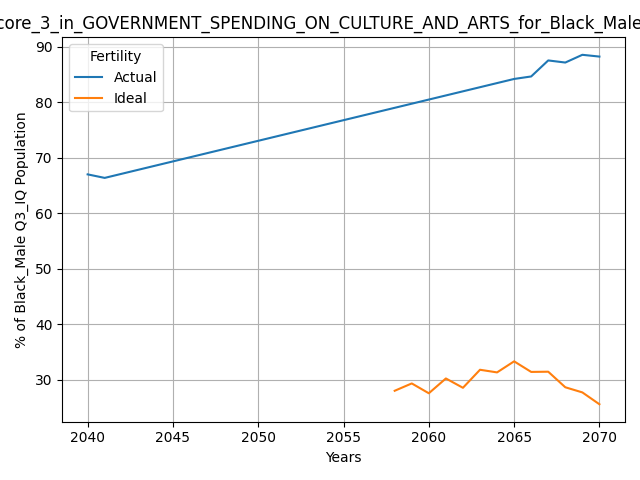 core_3_in_GOVERNMENT_SPENDING_ON_CULTURE_AND_ARTS_for_Black_Male
Fertility
Actual
Ideal
% of Black_Male Q3_IQ Population
90
80
70
60
50
40
30
2040 2045 2050 2055 2060 2065 2070
Years